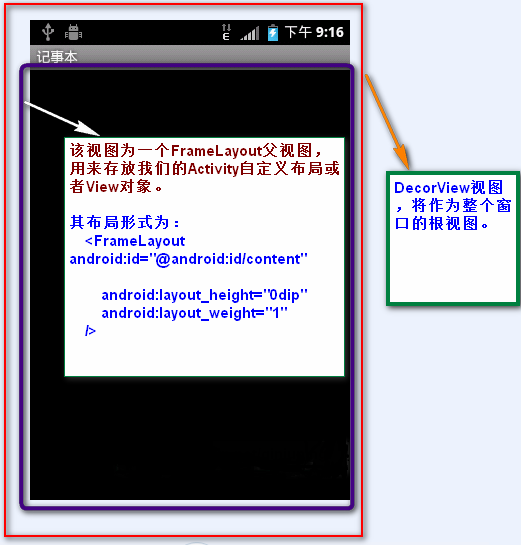 下午 9:16
记事本
该视图为一个FrameLayout父视图，
用来存放我们的Activity自定义布局或
者View对象。
其布局形式为：
<FrameLayout
android:id="@android:id/content"
android:layout_height="0dip"
android:layout_weight="1"
/>
DecorView视图
，将作为整个窗
口的根视图。